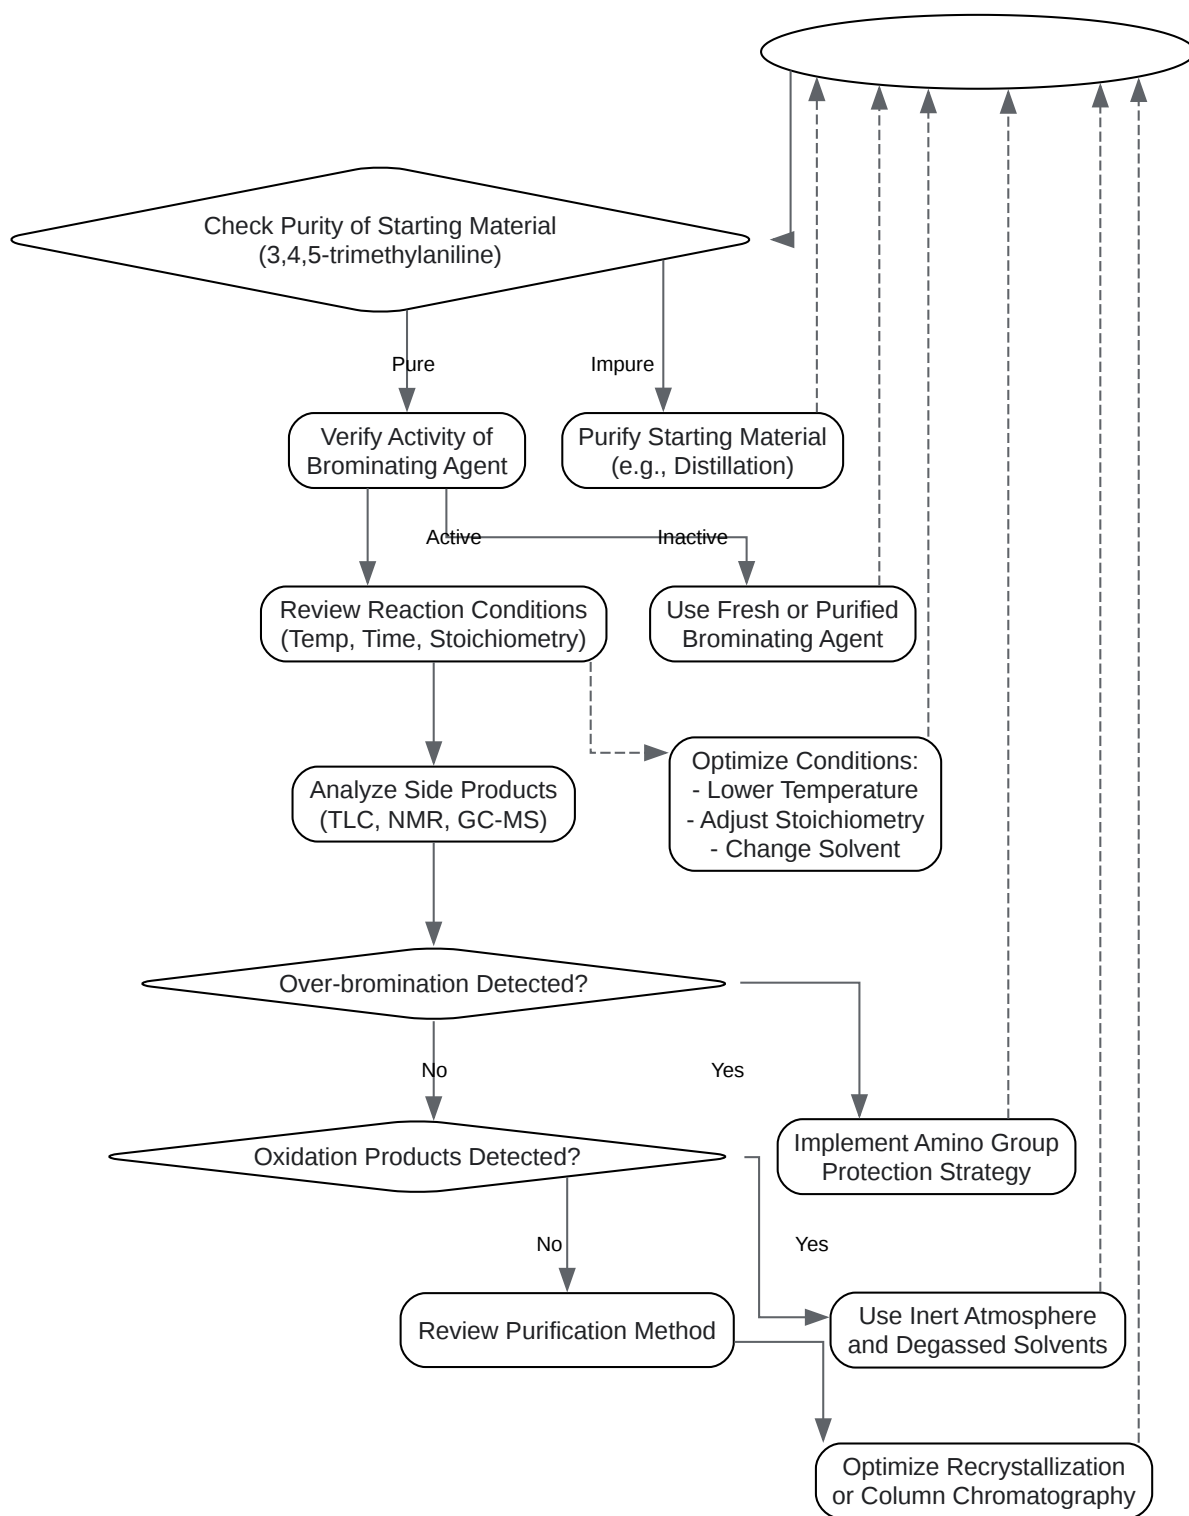 Check Purity of Starting Material
(3,4,5-trimethylaniline)
Pure
Impure
Verify Activity of
Brominating Agent
Purify Starting Material
(e.g., Distillation)
Active
Inactive
Review Reaction Conditions
(Temp, Time, Stoichiometry)
Use Fresh or Purified
Brominating Agent
Analyze Side Products
(TLC, NMR, GC-MS)
Optimize Conditions:
- Lower Temperature
- Adjust Stoichiometry
- Change Solvent
Over-bromination Detected?
No
Yes
Oxidation Products Detected?
Implement Amino Group
Protection Strategy
No
Yes
Review Purification Method
Use Inert Atmosphere
and Degassed Solvents
Optimize Recrystallization
or Column Chromatography